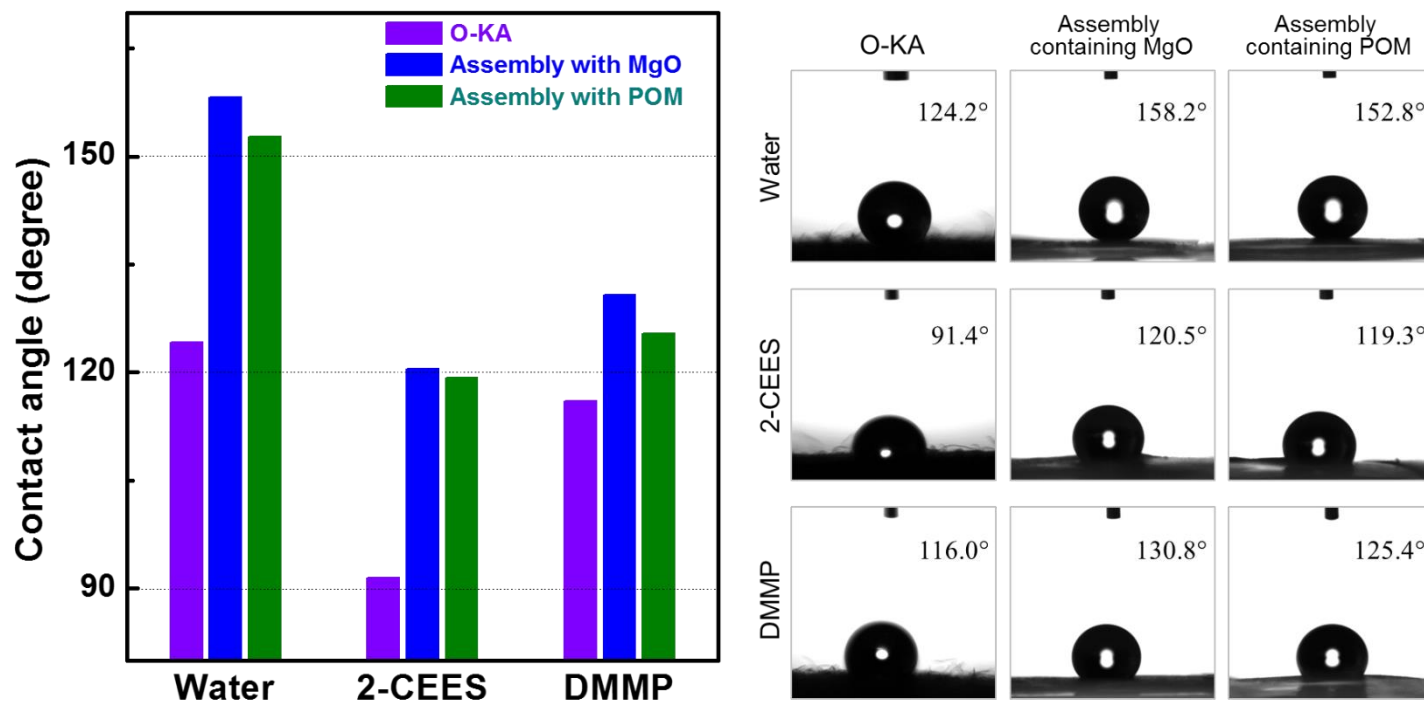 O-KA
Assembly with MgO
Assembly with POM
Contact angle (degree)
150
120
90
Water
2-CEES
DMMP
O-KA
Assembly
containing MgO
Assembly
containing POM
Water
124.2°
158.2°
152.8°
2-CEES
91.4°
120.5°
119.3°
DMMP
116.0°
130.8°
125.4°